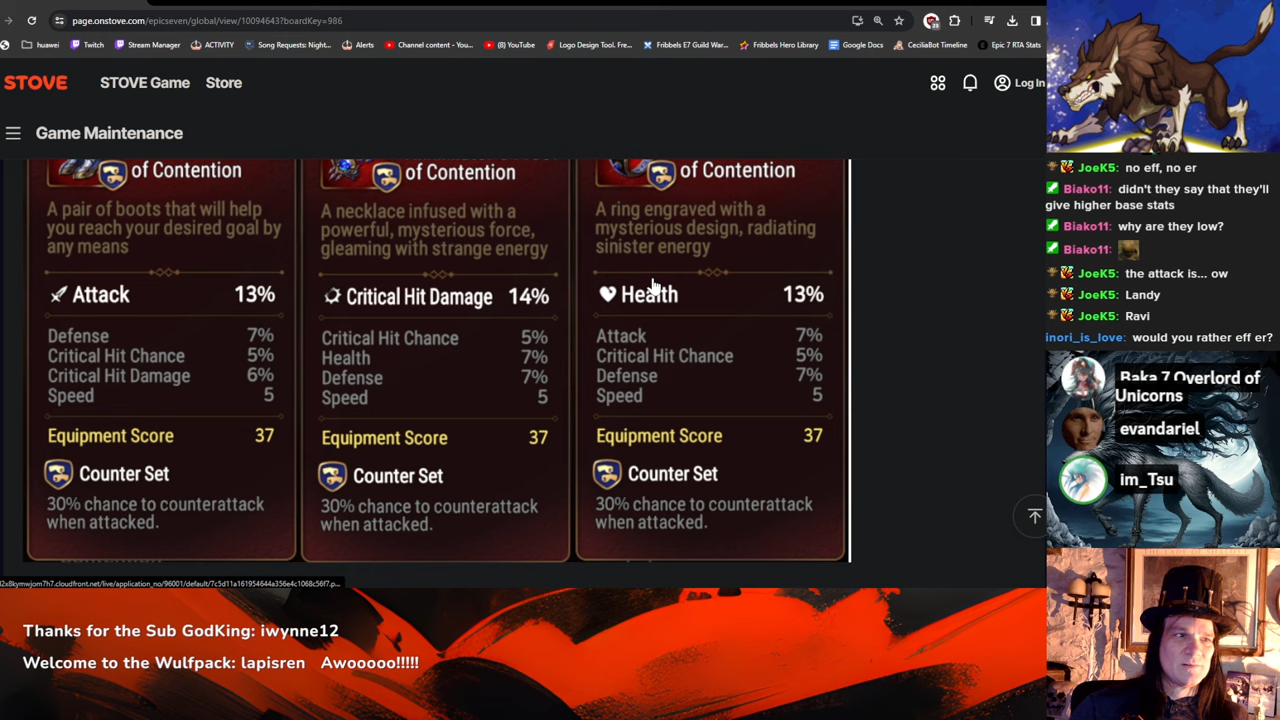 page.onstove.com/epicseven/global/view/10094643?boardKey=986
huawei
Twitch
Stream Manager
ACTIVITY
Song Requests: Night...
Alerts
Channel content - You...
(8) YouTube
Logo Design Tool. Fre...
Fribbels E7 Guild War...
Fribbels Hero Library
Google Docs
CeciliaBot Timeline
Epic 7 RTA Stats
STOVE
STOVE Game
Store
Log In
Game Maintenance
of Contention
A pair of boots that will help
you reach your desired goal by
any means
Attack 13%
Defense 7%
Critical Hit Chance 5%
Critical Hit Damage 6%
Speed 5
Equipment Score 37
Counter Set
30% chance to counterattack
when attacked.
of Contention
A necklace infused with a
powerful, mysterious force,
gleaming with strange energy
Critical Hit Damage 14%
Critical Hit Chance 5%
Health 7%
Defense 7%
Speed 5
Equipment Score 37
Counter Set
30% chance to counterattack
when attacked.
of Contention
A ring engraved with a
mysterious design, radiating
sinister energy
Health 13%
Attack 7%
Critical Hit Chance 5%
Defense 7%
Speed 5
Equipment Score 37
Counter Set
30% chance to counterattack
when attacked.
JoeK5: no eff, no er
Biako11: didn't they say that they'll
give higher base stats
Biako11: why are they low?
Biako11:
JoeK5: the attack is... ow
JoeK5: Landy
JoeK5: Ravi
inori_is_love: would you rather eff er?
Baka 7 Overlord of
Unicorns
evandariel
im_Tsu
Thanks for the Sub GodKing: iwynne12
Welcome to the Wulfpack: lapisren Awooooo!!!!!